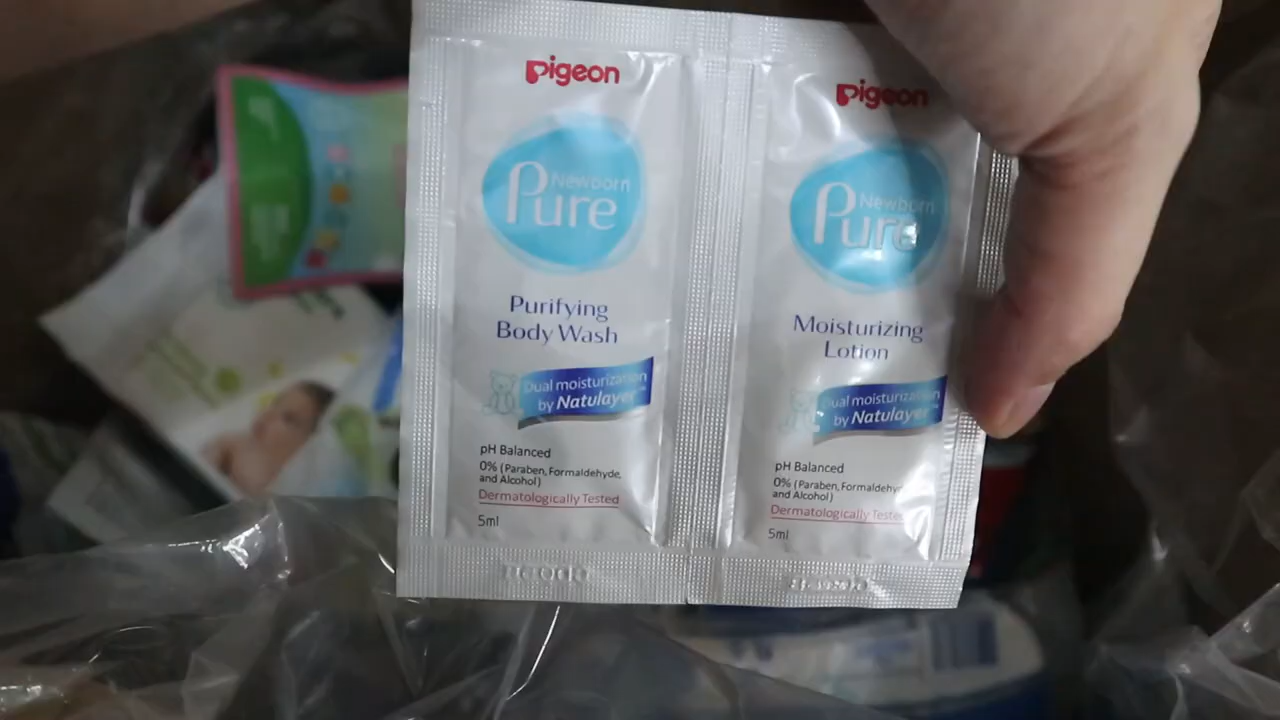 Pigeon
Newborn
Pure
Purifying
Body Wash
Dual moisturization
by Natulayer™
pH Balanced
0% (Paraben, Formaldehyde,
and Alcohol)
Dermatologically Tested
5ml
Pigeon
Newborn
Pure
Moisturizing
Lotion
Dual moisturization
by Natulayer
pH Balanced
0% (Paraben, Formaldehyde
and Alcohol)
Dermatologically Tested
5ml